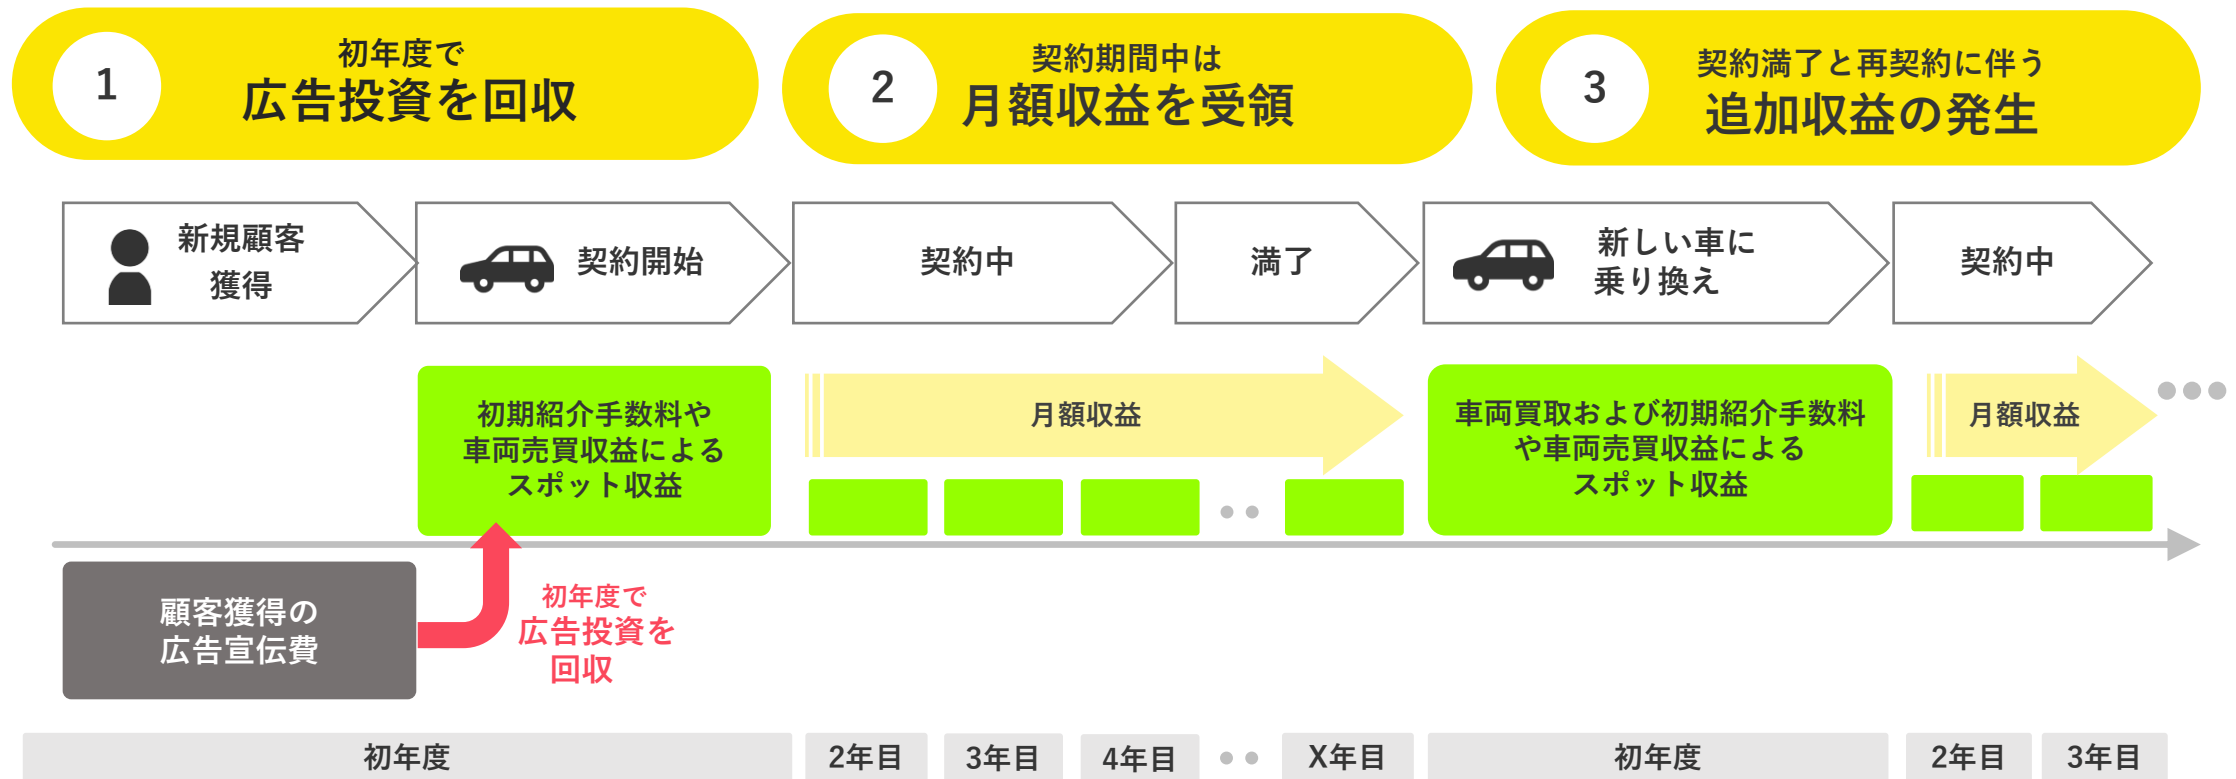 1
初年度で
広告投資を回収
2
契約期間中は
月額収益を受領
3
契約満了と再契約に伴う
追加収益の発生
新規顧客
獲得
契約開始
契約中
満了
新しい車に
乗り換え
契約中
初期紹介手数料や
車両売買収益による
スポット収益
月額収益
車両買取および初期紹介手数料
や車両売買収益による
スポット収益
月額収益
顧客獲得の
広告宣伝費
初年度で
広告投資を
回収
初年度
2年目
3年目
4年目
X年目
初年度
2年目
3年目